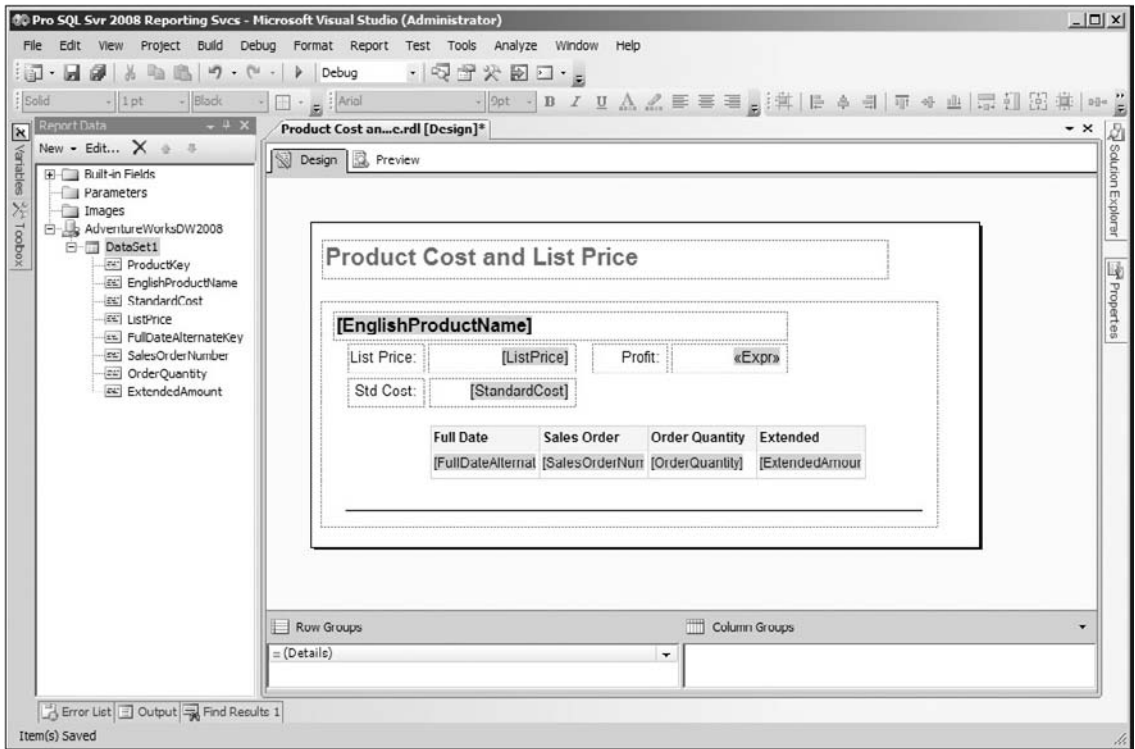 Pro SQL Svr 2008 Reporting Svcs - Microsoft Visual Studio (Administrator)
File Edit View Project Build Debug Format Report Test Tools Analyze Window Help
Debug
Solid 1 pt Black Arial 9pt B I U A
Report Data
New Edit...
Built-in Fields
Parameters
Images
AdventureWorksDW2008
DataSet1
ProductKey
EnglishProductName
StandardCost
ListPrice
FullDateAlternateKey
SalesOrderNumber
OrderQuantity
ExtendedAmount
Variables
Toolbox
Product Cost an...c.rdl [Design]*
Design Preview
Product Cost and List Price
[EnglishProductName]
List Price: [ListPrice] Profit: «Expr»
Std Cost: [StandardCost]
Full Date Sales Order Order Quantity Extended
[FullDateAlternat [SalesOrderNum [OrderQuantity] [ExtendedAmour
Row Groups Column Groups
(Details)
Solution Explorer
Properties
Error List Output Find Results 1
Item(s) Saved